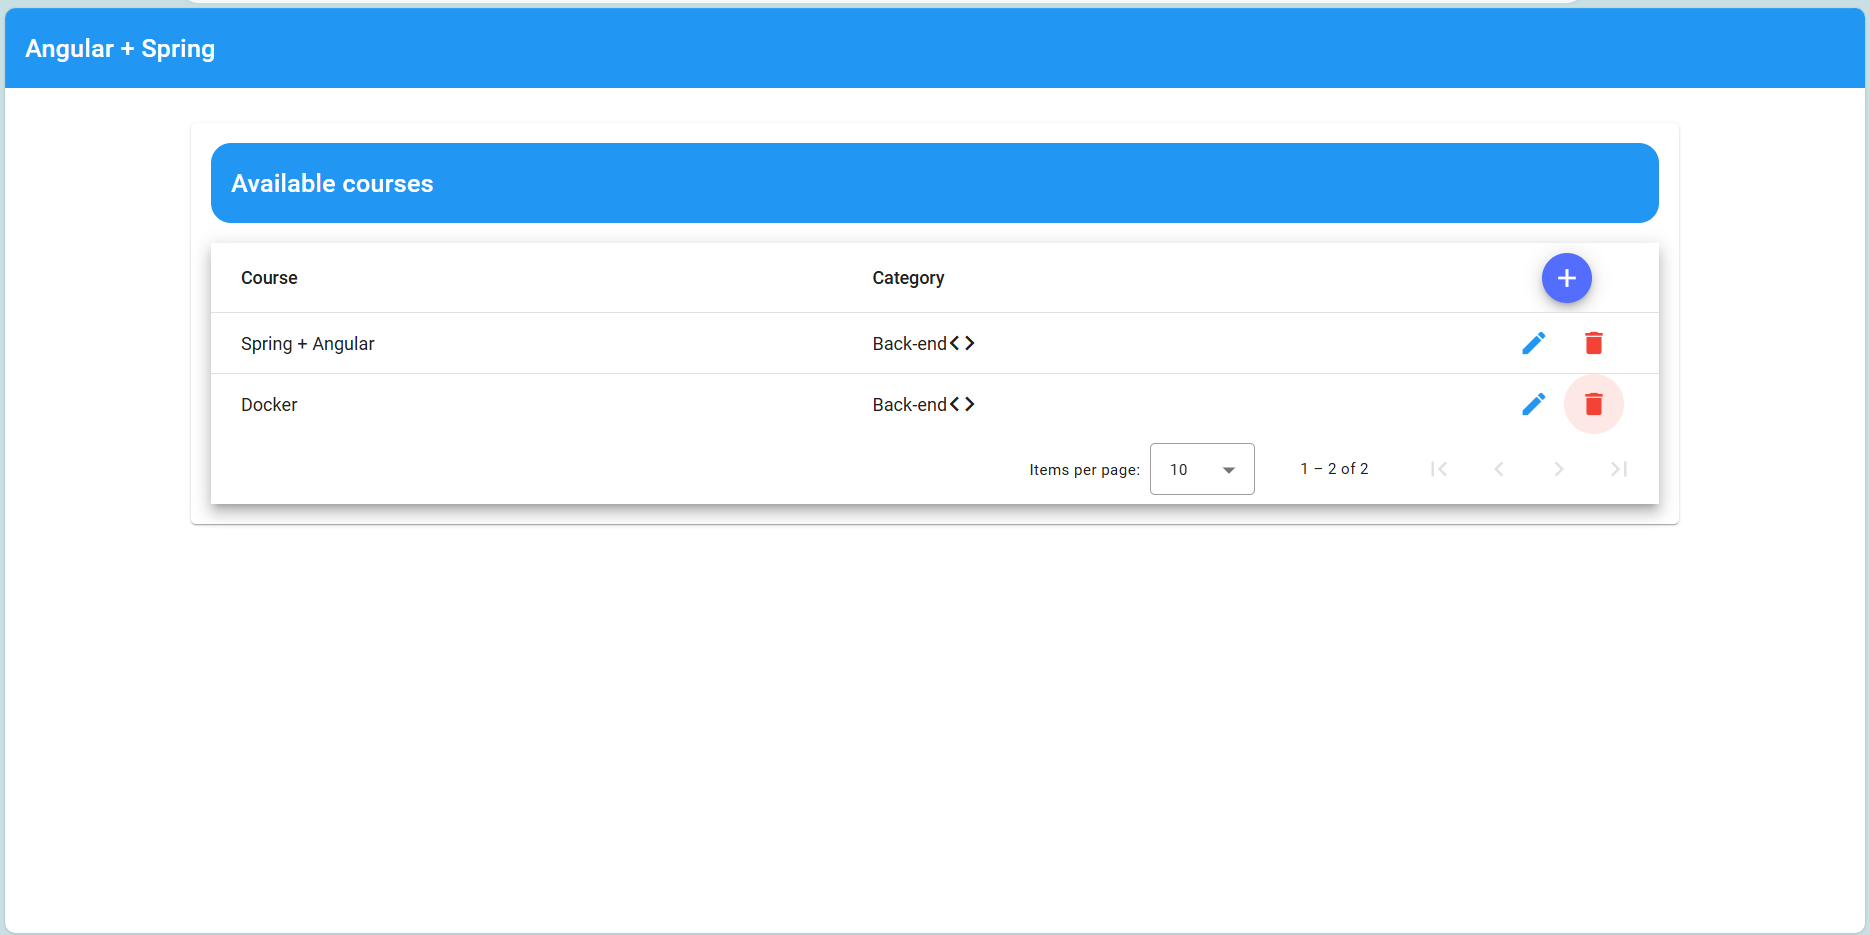 Angular + Spring
Available courses
Course Category
Spring + Angular Back-end
Docker Back-end
Items per page: 10 1 – 2 of 2